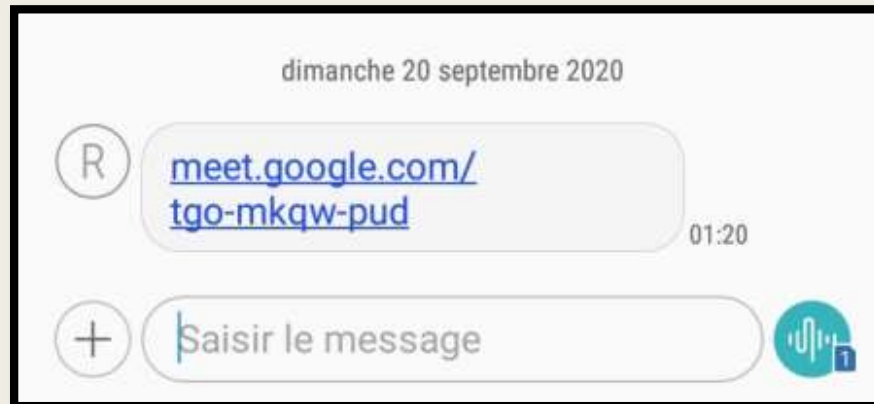 dimanche 20 septembre 2020
R
meet.google.com/
tgo-mkqw-pud
01:20
Saisir le message
1